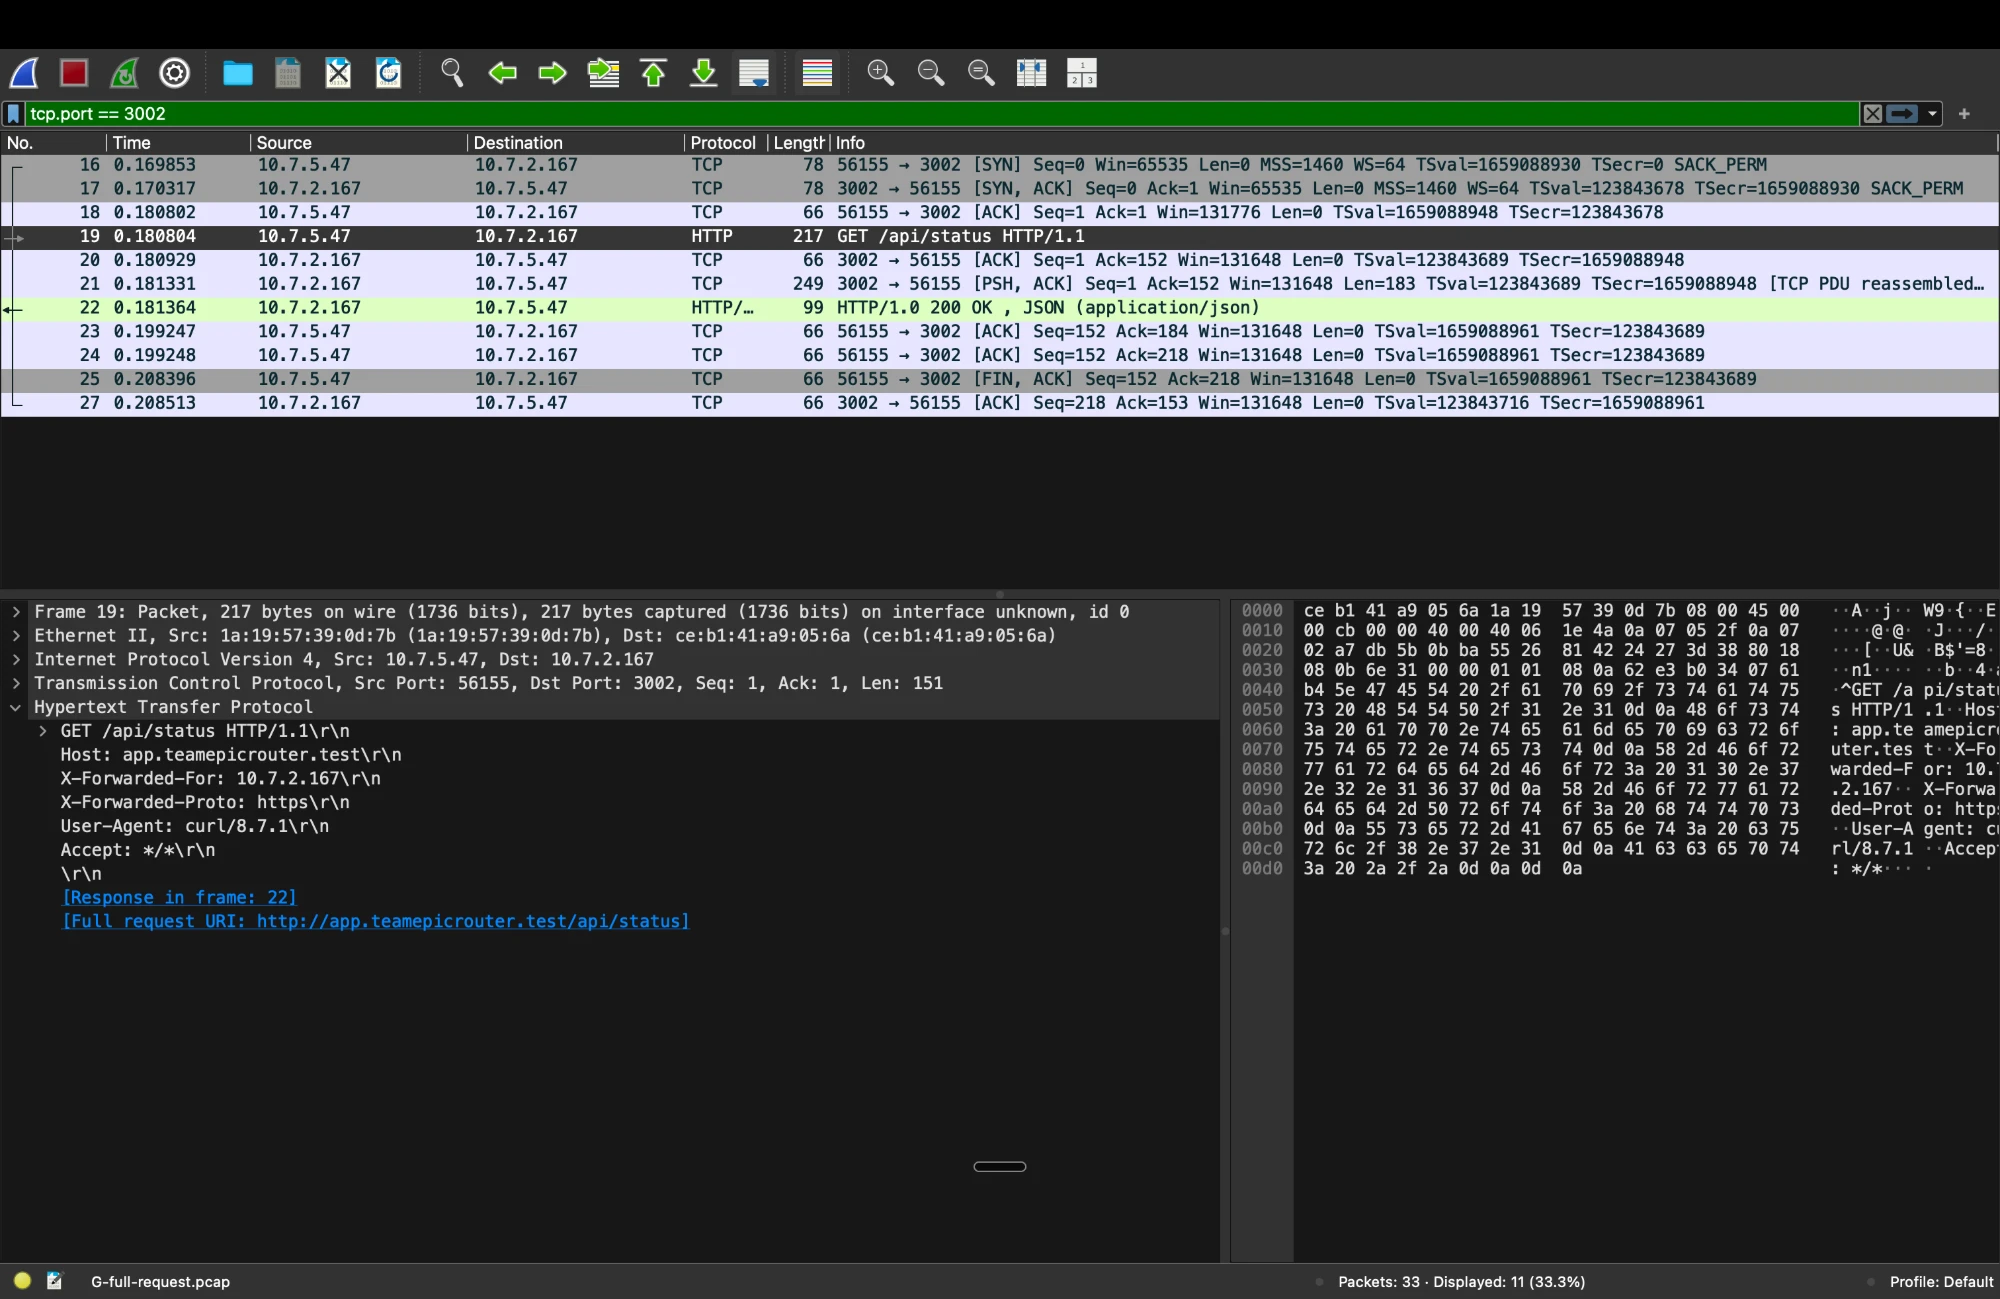 tcp.port == 3002
No. Time Source Destination Protocol Length Info
16 0.169853 10.7.5.47 10.7.2.167 TCP 78 56155 → 3002 [SYN] Seq=0 Win=65535 Len=0 MSS=1460 WS=64 TSval=1659088930 TSecr=0 SACK_PERM
17 0.170317 10.7.2.167 10.7.5.47 TCP 78 3002 → 56155 [SYN, ACK] Seq=0 Ack=1 Win=65535 Len=0 MSS=1460 WS=64 TSval=123843678 TSecr=1659088930 SACK_PERM
18 0.180802 10.7.5.47 10.7.2.167 TCP 66 56155 → 3002 [ACK] Seq=1 Ack=1 Win=131776 Len=0 TSval=1659088948 TSecr=123843678
19 0.180804 10.7.5.47 10.7.2.167 HTTP 217 GET /api/status HTTP/1.1
20 0.180929 10.7.2.167 10.7.5.47 TCP 66 3002 → 56155 [ACK] Seq=1 Ack=152 Win=131648 Len=0 TSval=123843689 TSecr=1659088948
21 0.181331 10.7.2.167 10.7.5.47 TCP 249 3002 → 56155 [PSH, ACK] Seq=1 Ack=152 Win=131648 Len=183 TSval=123843689 TSecr=1659088948 [TCP PDU reassembled…
22 0.181364 10.7.2.167 10.7.5.47 HTTP/… 99 HTTP/1.0 200 OK , JSON (application/json)
23 0.199247 10.7.5.47 10.7.2.167 TCP 66 56155 → 3002 [ACK] Seq=152 Ack=184 Win=131648 Len=0 TSval=1659088961 TSecr=123843689
24 0.199248 10.7.5.47 10.7.2.167 TCP 66 56155 → 3002 [ACK] Seq=152 Ack=218 Win=131648 Len=0 TSval=1659088961 TSecr=123843689
25 0.208396 10.7.5.47 10.7.2.167 TCP 66 56155 → 3002 [FIN, ACK] Seq=152 Ack=218 Win=131648 Len=0 TSval=1659088961 TSecr=123843689
27 0.208513 10.7.2.167 10.7.5.47 TCP 66 3002 → 56155 [ACK] Seq=218 Ack=153 Win=131648 Len=0 TSval=123843716 TSecr=1659088961
Frame 19: Packet, 217 bytes on wire (1736 bits), 217 bytes captured (1736 bits) on interface unknown, id 0
Ethernet II, Src: 1a:19:57:39:0d:7b (1a:19:57:39:0d:7b), Dst: ce:b1:41:a9:05:6a (ce:b1:41:a9:05:6a)
Internet Protocol Version 4, Src: 10.7.5.47, Dst: 10.7.2.167
Transmission Control Protocol, Src Port: 56155, Dst Port: 3002, Seq: 1, Ack: 1, Len: 151
Hypertext Transfer Protocol
GET /api/status HTTP/1.1\r\n
Host: app.teamepicrouter.test\r\n
X-Forwarded-For: 10.7.2.167\r\n
X-Forwarded-Proto: https\r\n
User-Agent: curl/8.7.1\r\n
Accept: */*\r\n
\r\n
[Response in frame: 22]
[Full request URI: http://app.teamepicrouter.test/api/status]
0000 ce b1 41 a9 05 6a 1a 19 57 39 0d 7b 08 00 45 00 ··A··j·· W9·{··E
0010 00 cb 00 00 40 00 40 06 1e 4a 0a 07 05 2f 0a 07 ····@·@· ·J···/·
0020 02 a7 db 5b 0b ba 55 26 81 42 24 27 3d 38 80 18 ···[··U& ·B$'=8·
0030 08 0b 6e 31 00 00 01 01 08 0a 62 e3 b0 34 07 61 ··n1···· ··b··4·a
0040 b4 5e 47 45 54 20 2f 61 70 69 2f 73 74 61 74 75 ·^GET /a pi/statu
0050 73 20 48 54 54 50 2f 31 2e 31 0d 0a 48 6f 73 74 s HTTP/1 .1··Hos
0060 3a 20 61 70 70 2e 74 65 61 6d 65 70 69 63 72 6f : app.te amepicr
0070 75 74 65 72 2e 74 65 73 74 0d 0a 58 2d 46 6f 72 uter.tes t··X-Fo
0080 77 61 72 64 65 64 2d 46 6f 72 3a 20 31 30 2e 37 warded-F or: 10.
0090 2e 32 2e 31 36 37 0d 0a 58 2d 46 6f 72 77 61 72 .2.167·· X-Forwa
00a0 64 65 64 2d 50 72 6f 74 6f 3a 20 68 74 74 70 73 ded-Prot o: http
00b0 0d 0a 55 73 65 72 2d 41 67 65 6e 74 3a 20 63 75 ··User-A gent: c
00c0 72 6c 2f 38 2e 37 2e 31 0d 0a 41 63 63 65 70 74 rl/8.7.1 ··Accep
00d0 3a 20 2a 2f 2a 0d 0a 0d 0a : */*··· ·
G-full-request.pcap
Packets: 33 · Displayed: 11 (33.3%)
Profile: Default